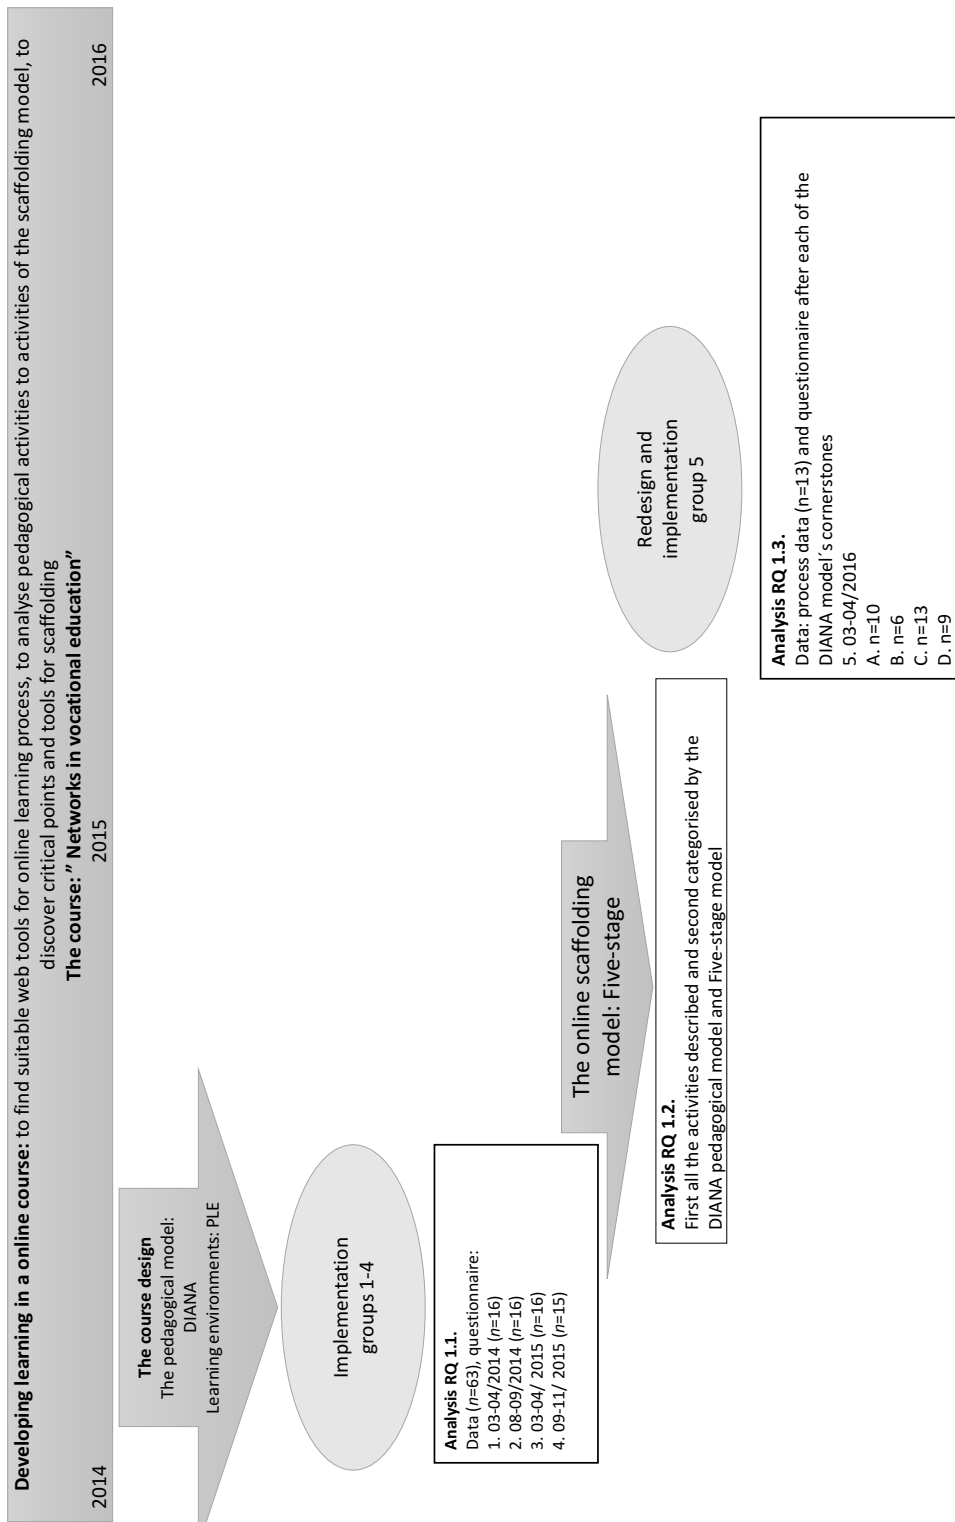 Developing learning in a online course: to find suitable web tools for online learning process, to analyse pedagogical activities to activities of the scaffolding model, to
discover critical points and tools for scaffolding
The course: ” Networks in vocational education”
2014
2015
2016
The course design
The pedagogical model:
DIANA
Learning environments: PLE
Implementation
groups 1-4
Analysis RQ 1.1.
Data (n=63), questionnaire:
1. 03-04/2014 (n=16)
2. 08-09/2014 (n=16)
3. 03-04/ 2015 (n=16)
4. 09-11/ 2015 (n=15)
The online scaffolding
model: Five-stage
Analysis RQ 1.2.
First all the activities described and second categorised by the
DIANA pedagogical model and Five-stage model
Redesign and
implementation
group 5
Analysis RQ 1.3.
Data: process data (n=13) and questionnaire after each of the
DIANA model´s cornerstones
5. 03-04/2016
A. n=10
B. n=6
C. n=13
D. n=9